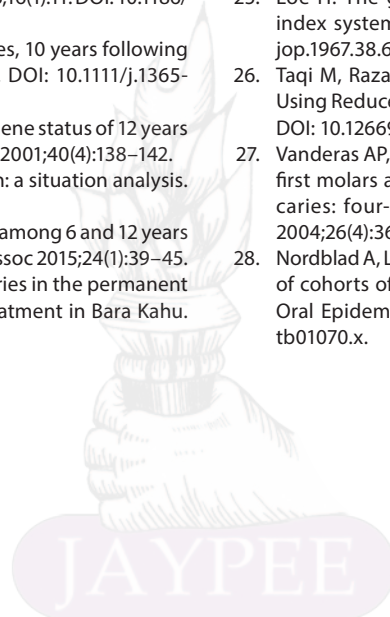 es, 10 years following
DOI: 10.1111/j.1365-
ene status of 12 years
2001;40(4):138–142.
n: a situation analysis.
among 6 and 12 years
ssoc 2015;24(1):39–45.
ries in the permanent
atment in Bara Kahu.
index system
jop.1967.38.6
26. Taqi M, Raza
Using Reduce
DOI: 10.12669
27. Vanderas AP,
first molars a
caries: four-
2004;26(4):36
28. Nordblad A, L
of cohorts of
Oral Epidem
tb01070.x.
JAYPEE